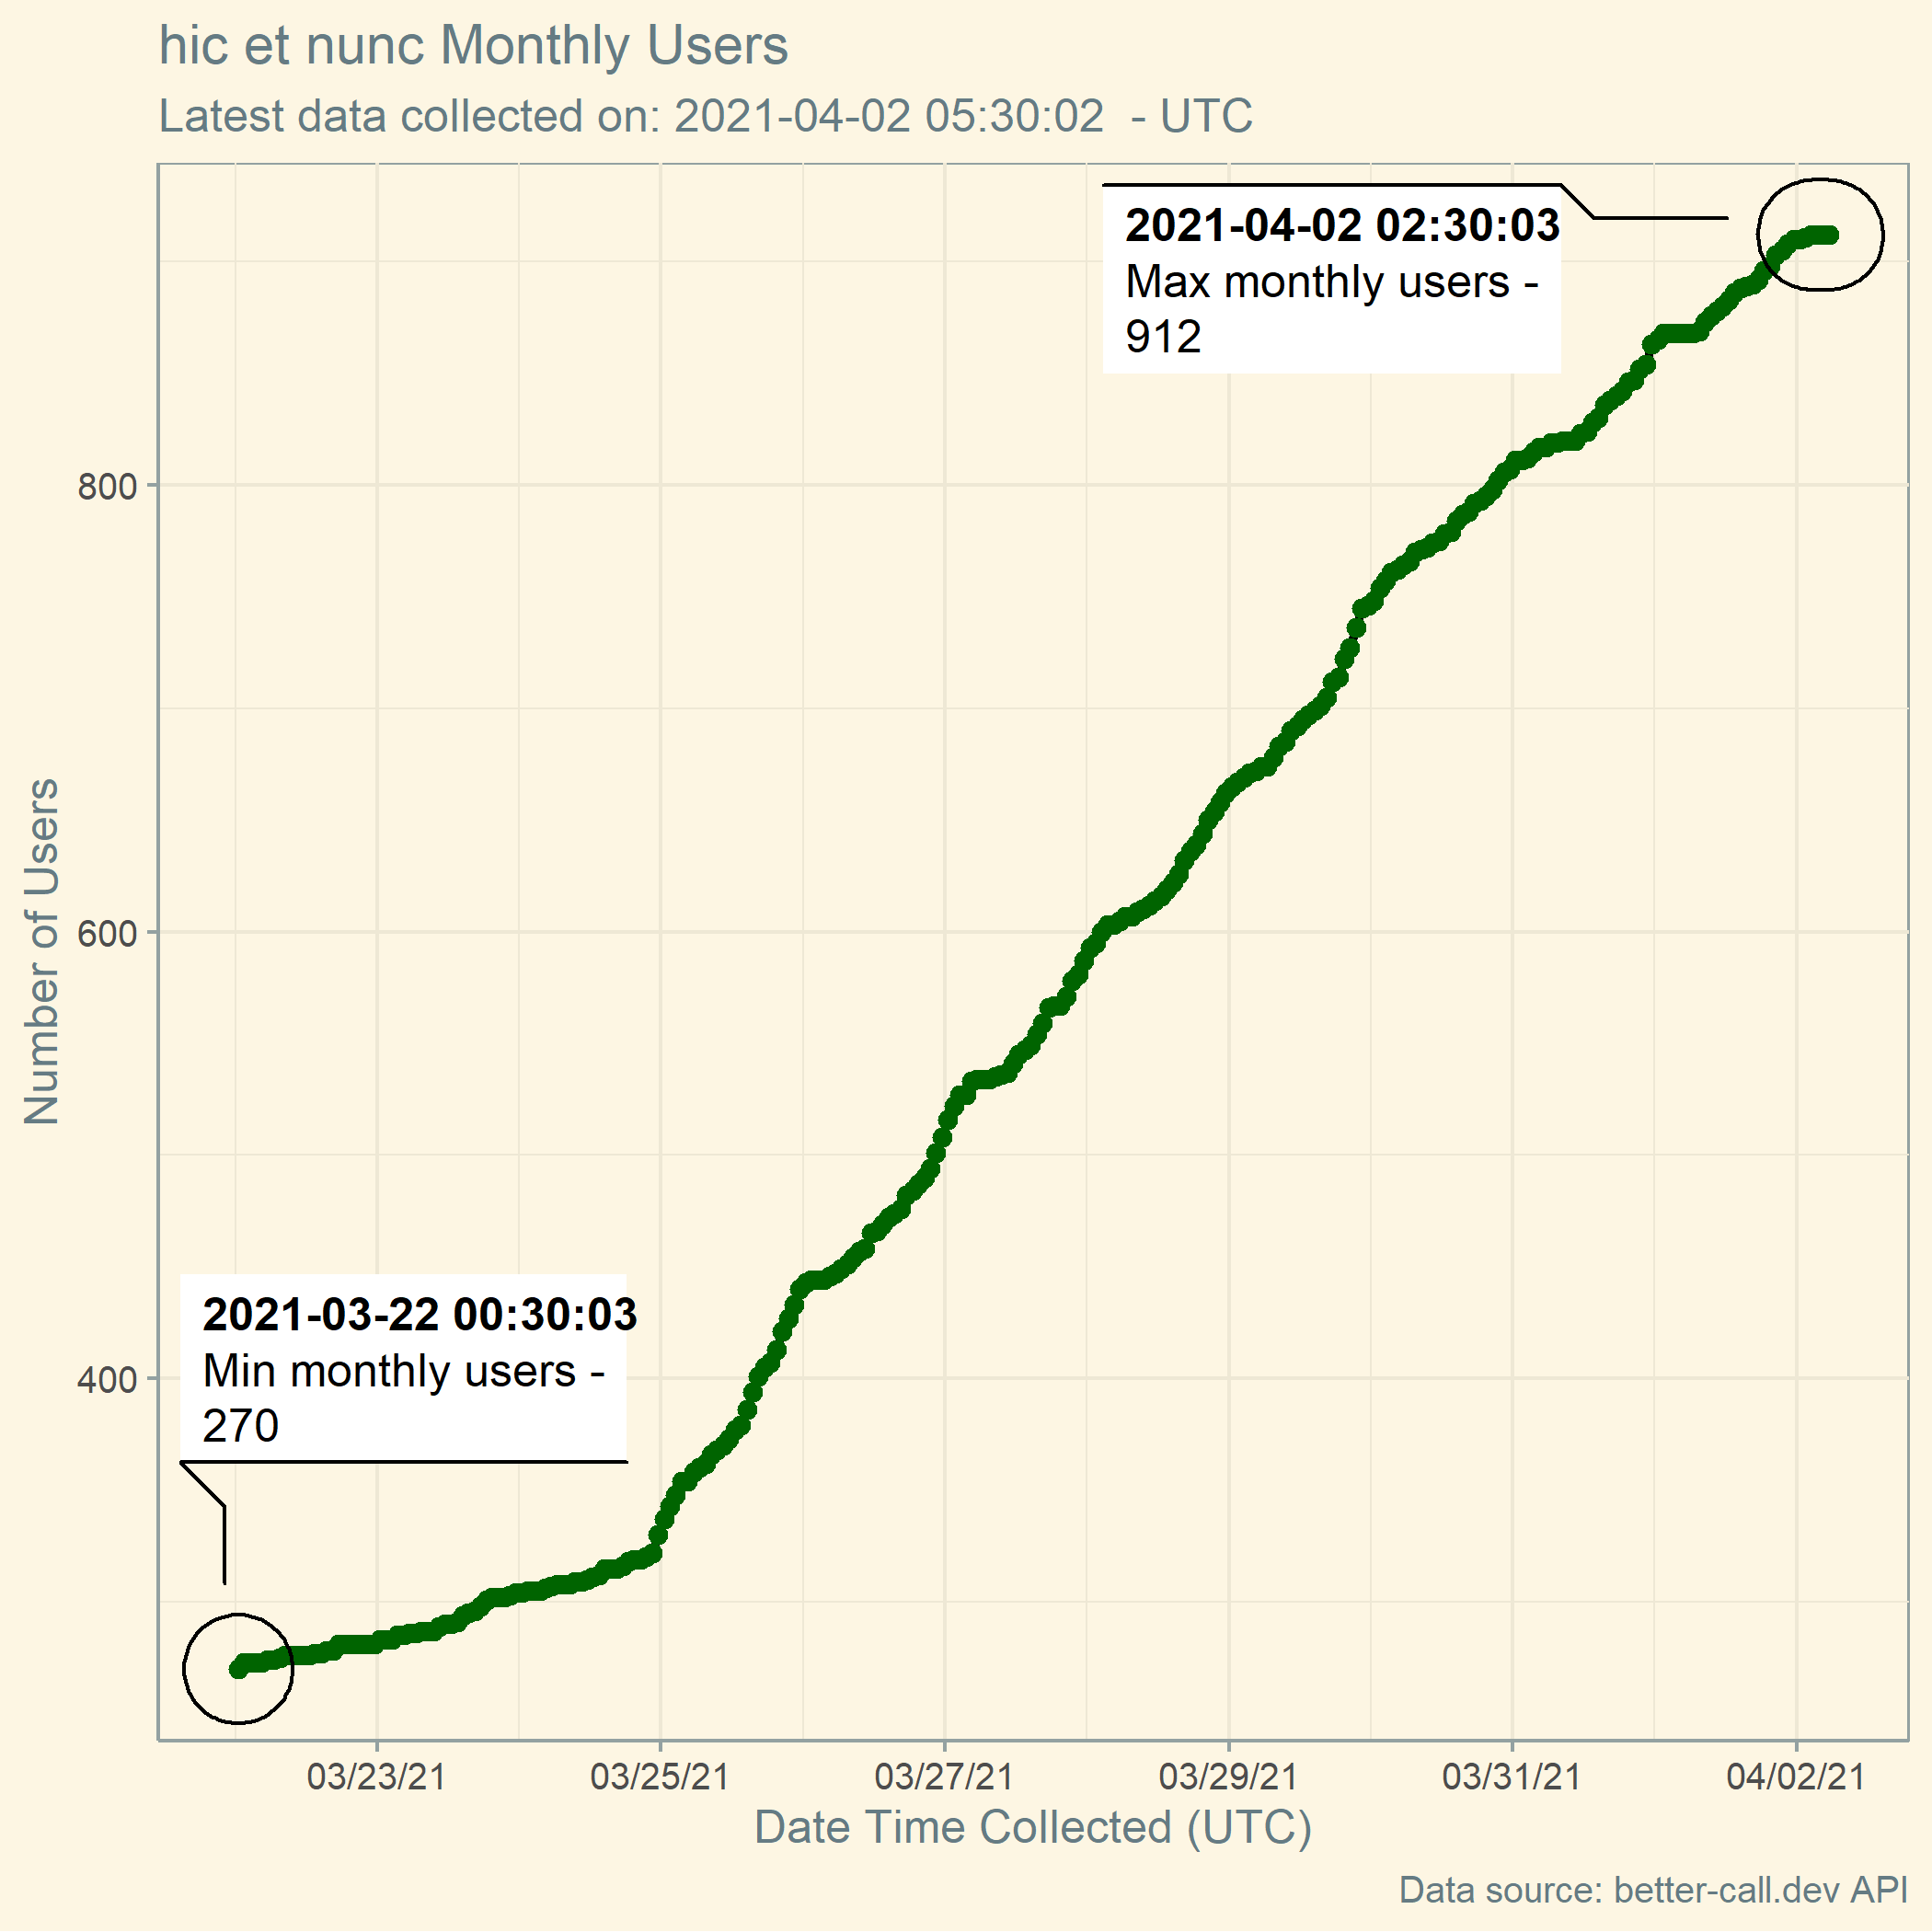 hic et nunc Monthly Users
Latest data collected on: 2021-04-02 05:30:02  - UTC
2021-04-02 02:30:03
Max monthly users -
912
800
600
400
Number of Users
2021-03-22 00:30:03
Min monthly users -
270
03/23/21
03/25/21
03/27/21
03/29/21
03/31/21
04/02/21
Date Time Collected (UTC)
Data source: better-call.dev API